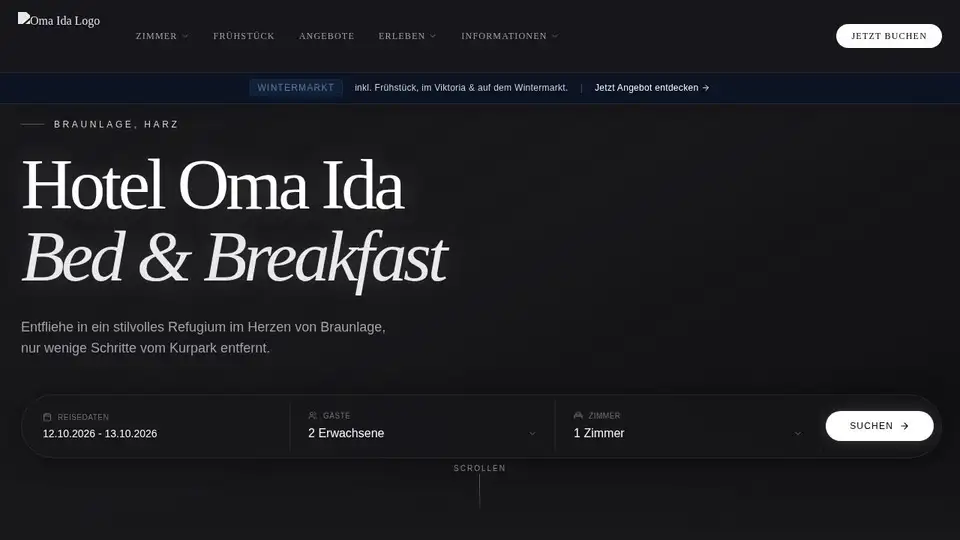 Oma Ida Logo
ZIMMER
FRÜHSTÜCK
ANGEBOTE
ERLEBEN
INFORMATIONEN
JETZT BUCHEN
WINTERMARKT
inkl. Frühstück, im Viktoria & auf dem Wintermarkt. | Jetzt Angebot entdecken →
BRAUNLAGE, HARZ
Hotel Oma Ida
Bed & Breakfast
Entfliehe in ein stilvolles Refugium im Herzen von Braunlage,
nur wenige Schritte vom Kurpark entfernt.
REISEDATEN
12.10.2026 - 13.10.2026
GÄSTE
2 Erwachsene
ZIMMER
1 Zimmer
SUCHEN →
SCROLLEN